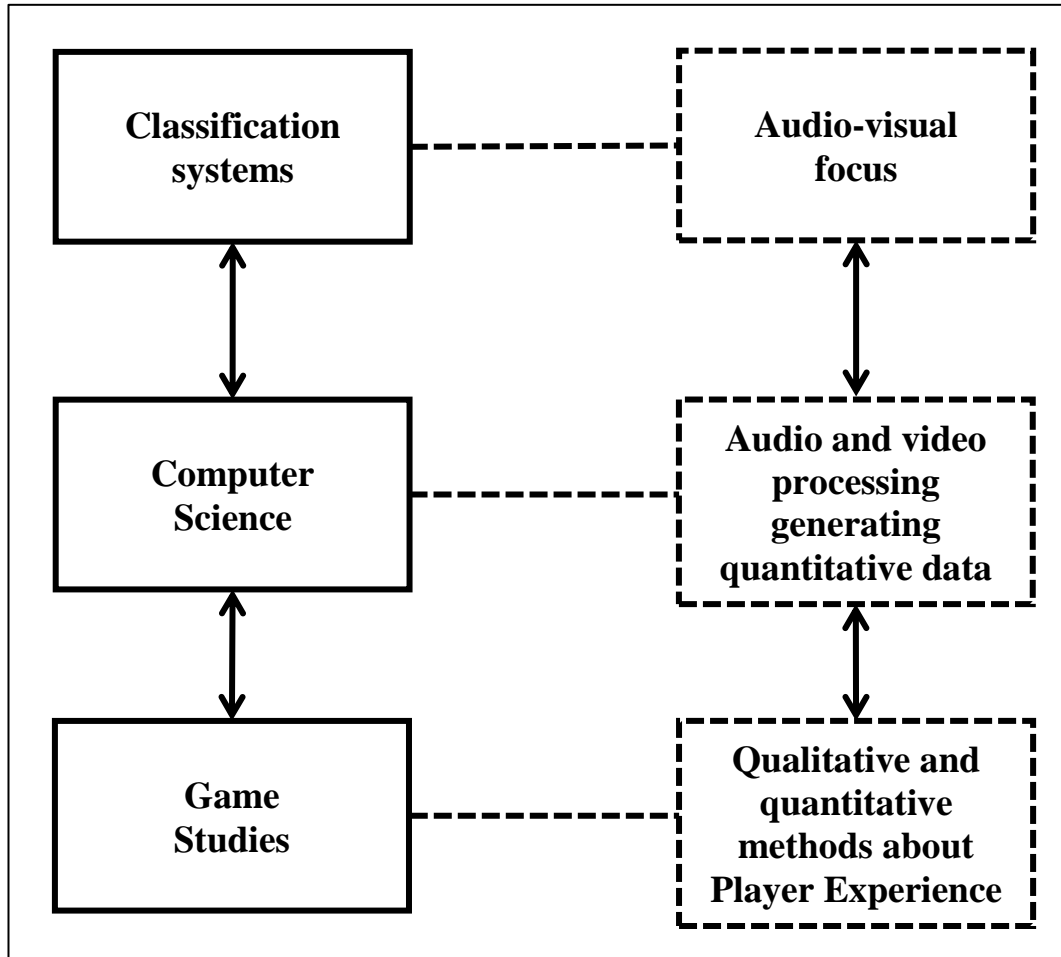 Classification
systems
Audio-visual
focus
Computer
Science
Audio and video
processing
generating
quantitative data
Game
Studies
Qualitative and
quantitative
methods about
Player Experience